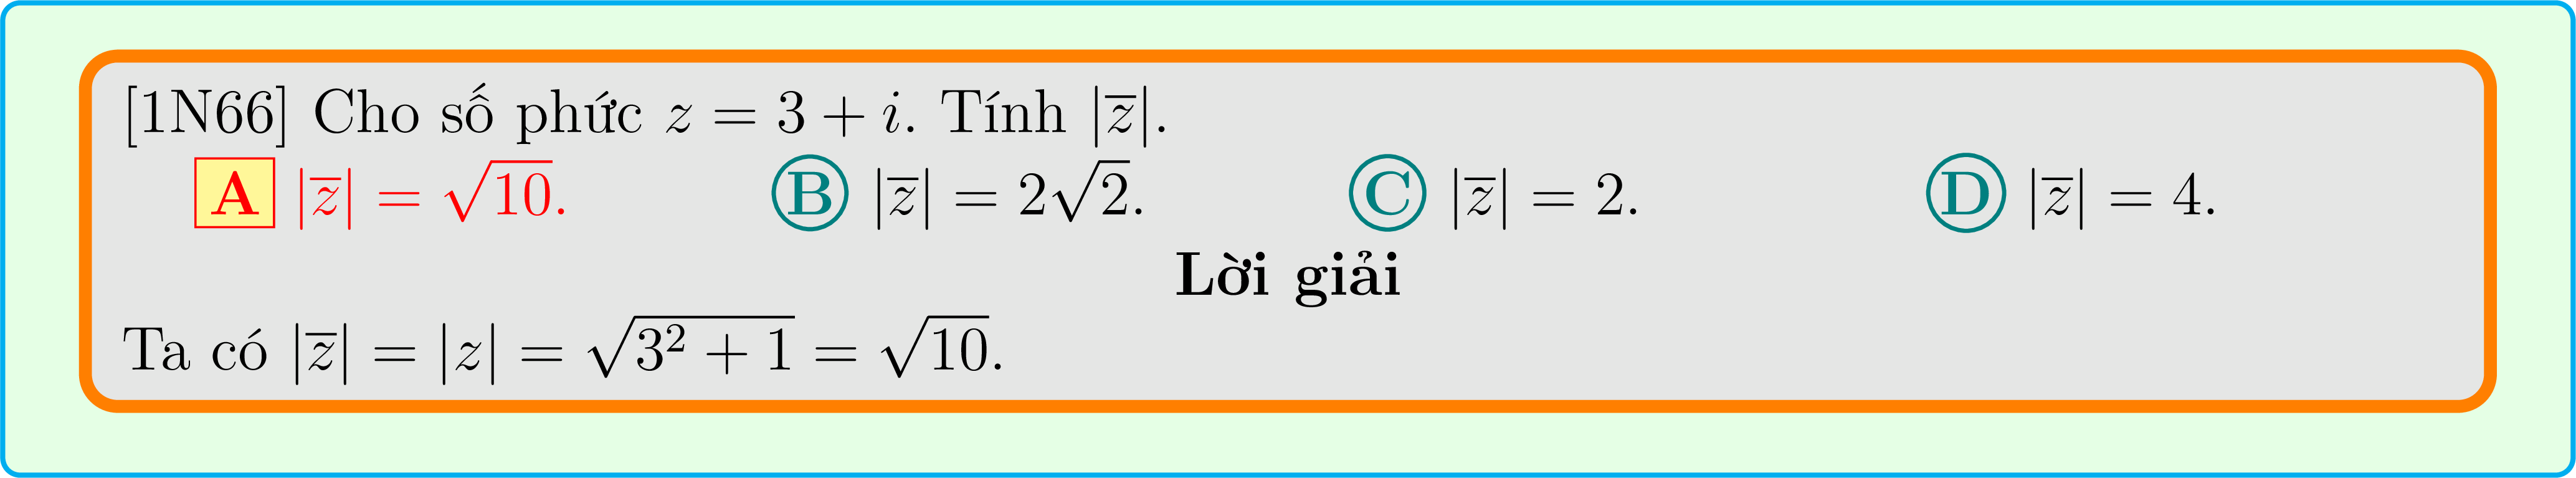 [1N66] Cho số phức $z = 3 + i$. Tính $|\overline{z}|$.
A $|\overline{z}| = \sqrt{10}$. B $|\overline{z}| = 2\sqrt{2}$. C $|\overline{z}| = 2$. D $|\overline{z}| = 4$.
Lời giải
Ta có $|\overline{z}| = |z| = \sqrt{3^2 + 1} = \sqrt{10}$.